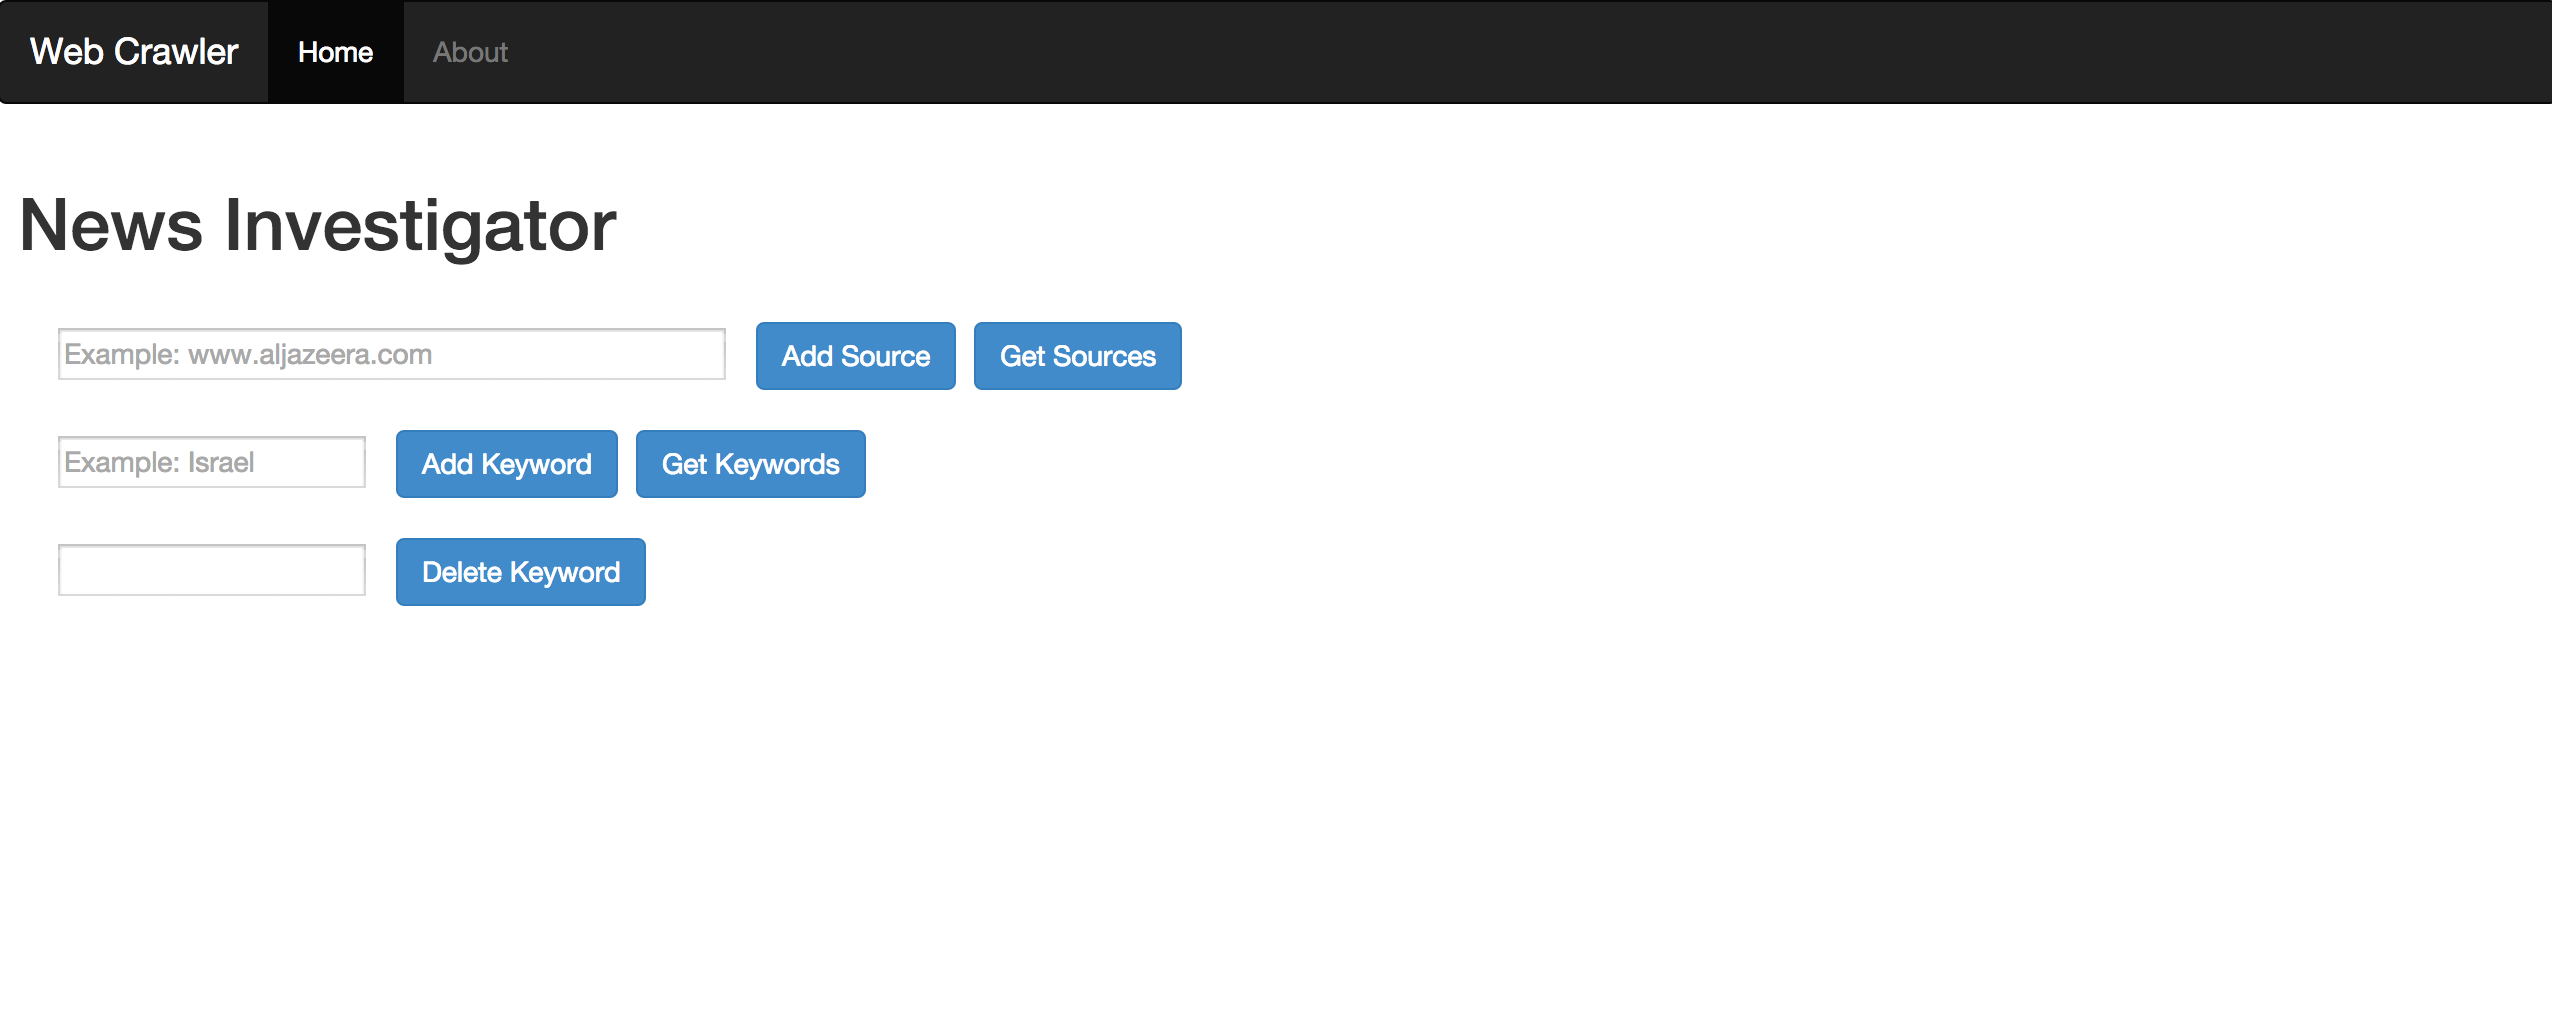 Web Crawler Home About
News Investigator
Example: www.aljazeera.com Add Source Get Sources
Example: Israel Add Keyword Get Keywords
Delete Keyword